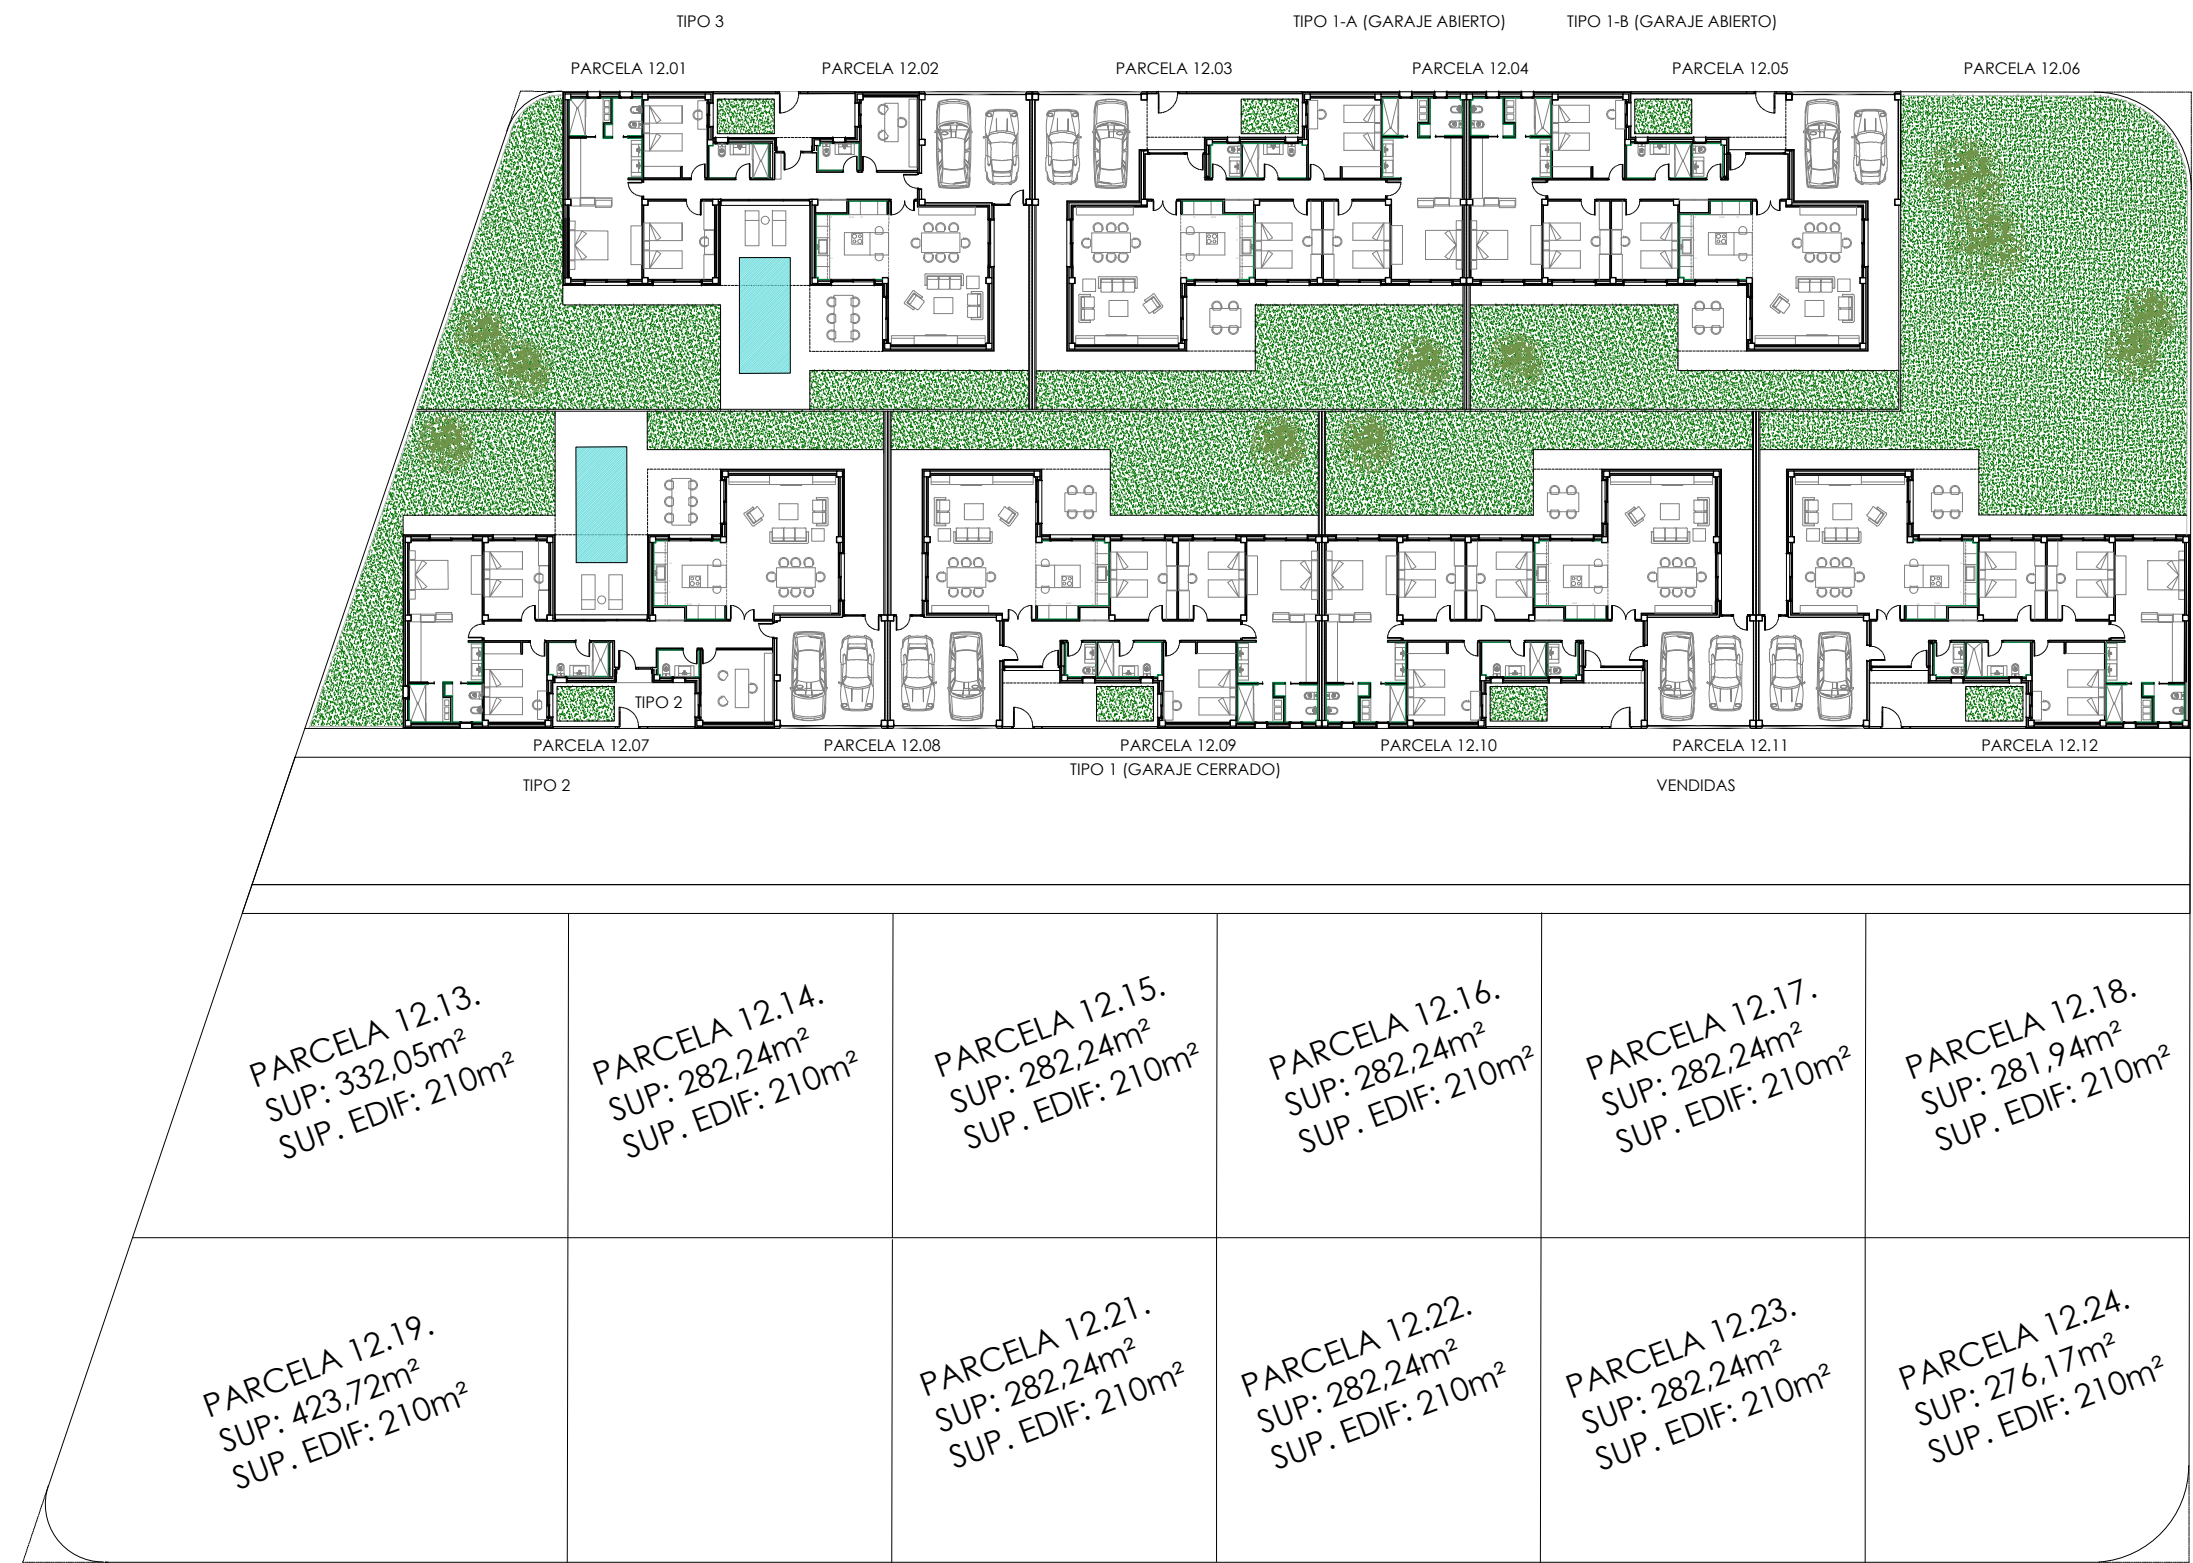 TIPO 3
TIPO 1-A (GARAJE ABIERTO)
TIPO 1-B (GARAJE ABIERTO)
PARCELA 12.01
PARCELA 12.02
PARCELA 12.03
PARCELA 12.04
PARCELA 12.05
PARCELA 12.06
TIPO 2
PARCELA 12.07
PARCELA 12.08
PARCELA 12.09
PARCELA 12.10
PARCELA 12.11
PARCELA 12.12
TIPO 2
TIPO 1 (GARAJE CERRADO)
VENDIDAS
PARCELA 12.13.
SUP: 332,05m²
SUP. EDIF: 210m²
PARCELA 12.14.
SUP: 282,24m²
SUP. EDIF: 210m²
PARCELA 12.15.
SUP: 282,24m²
SUP. EDIF: 210m²
PARCELA 12.16.
SUP: 282,24m²
SUP. EDIF: 210m²
PARCELA 12.17.
SUP: 282,24m²
SUP. EDIF: 210m²
PARCELA 12.18.
SUP: 281,94m²
SUP. EDIF: 210m²
PARCELA 12.19.
SUP: 423,72m²
SUP. EDIF: 210m²
PARCELA 12.21.
SUP: 282,24m²
SUP. EDIF: 210m²
PARCELA 12.22.
SUP: 282,24m²
SUP. EDIF: 210m²
PARCELA 12.23.
SUP: 282,24m²
SUP. EDIF: 210m²
PARCELA 12.24.
SUP: 276,17m²
SUP. EDIF: 210m²